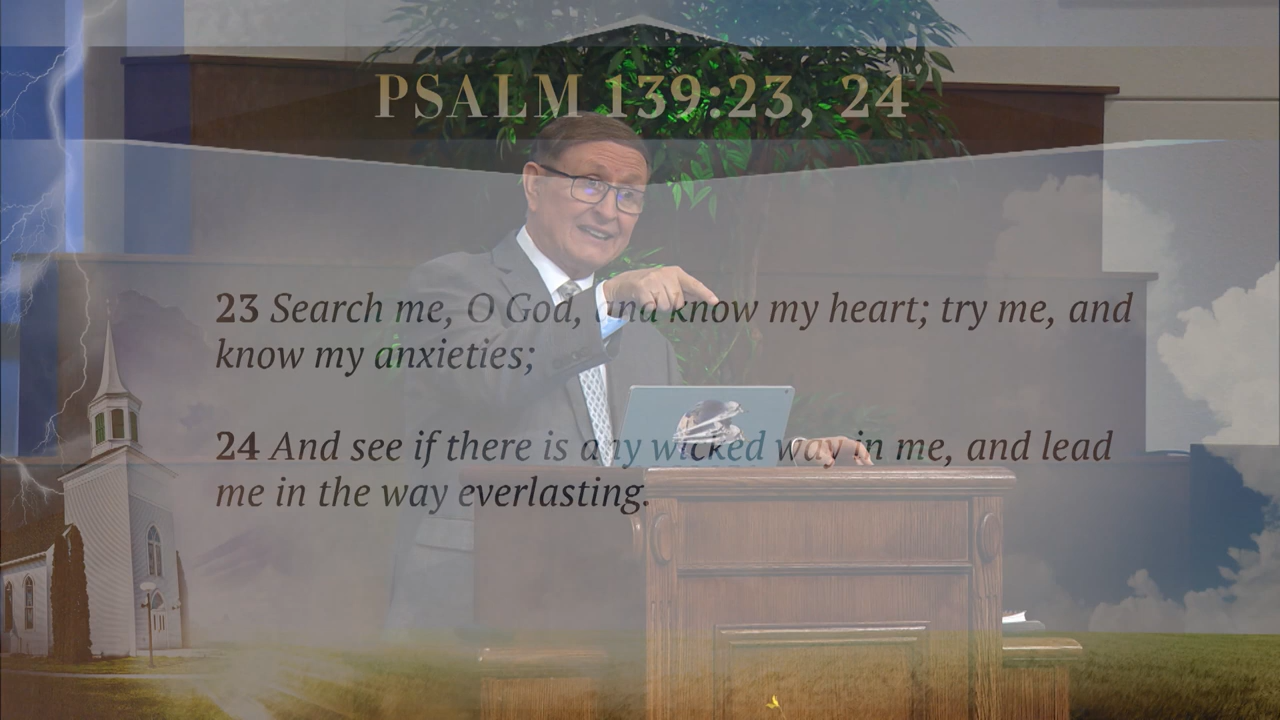 PSALM 139:23, 24
23 Search me, O God, and know my heart; try me, and
know my anxieties;
24 And see if there is any wicked way in me, and lead
me in the way everlasting.